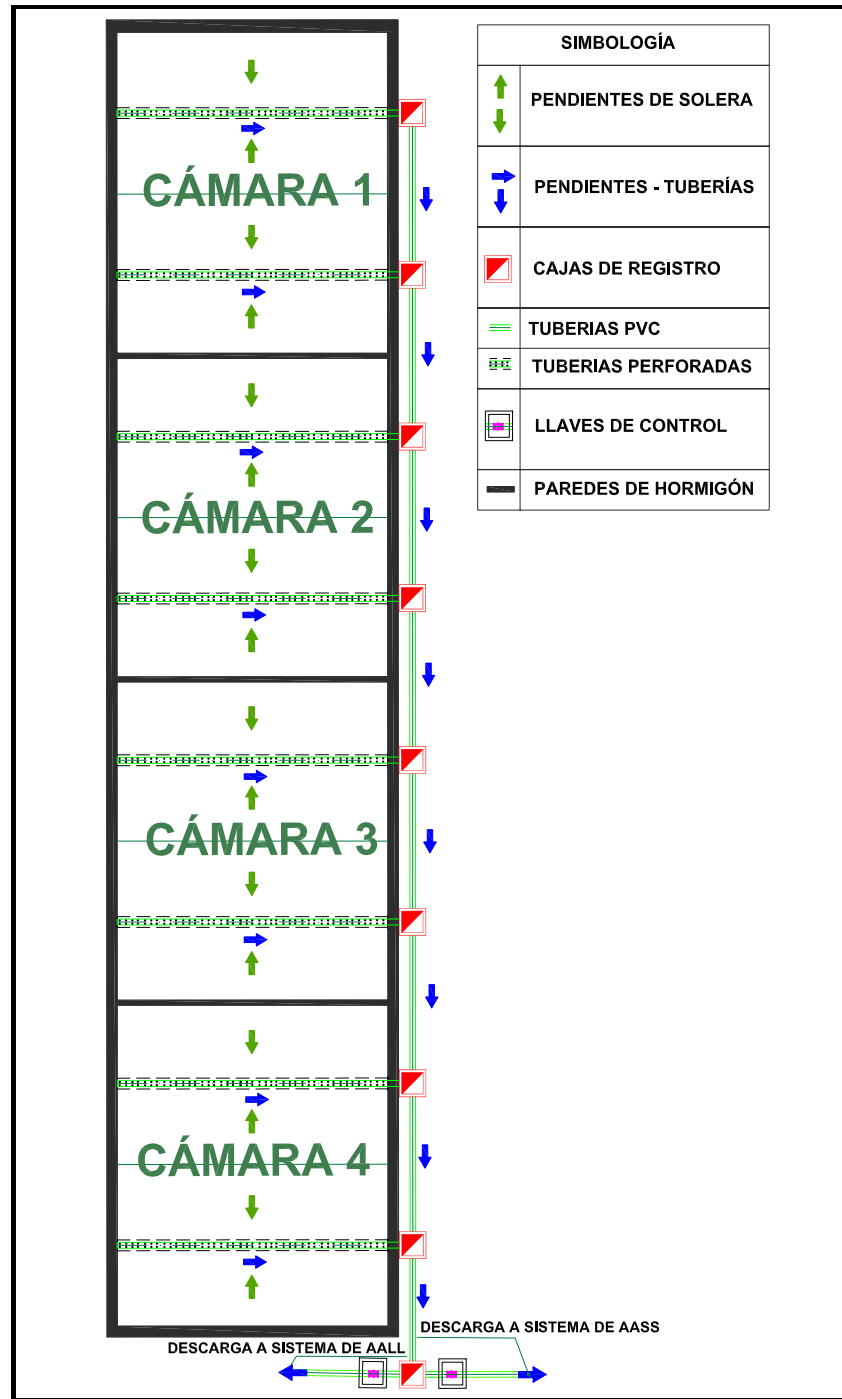 SIMBOLOGÍA
PENDIENTES DE SOLERA
PENDIENTES - TUBERÍAS
CAJAS DE REGISTRO
TUBERIAS PVC
TUBERIAS PERFORADAS
LLAVES DE CONTROL
PAREDES DE HORMIGÓN
CÁMARA 1
CÁMARA 2
CÁMARA 3
CÁMARA 4
DESCARGA A SISTEMA DE AALL
DESCARGA A SISTEMA DE AASS